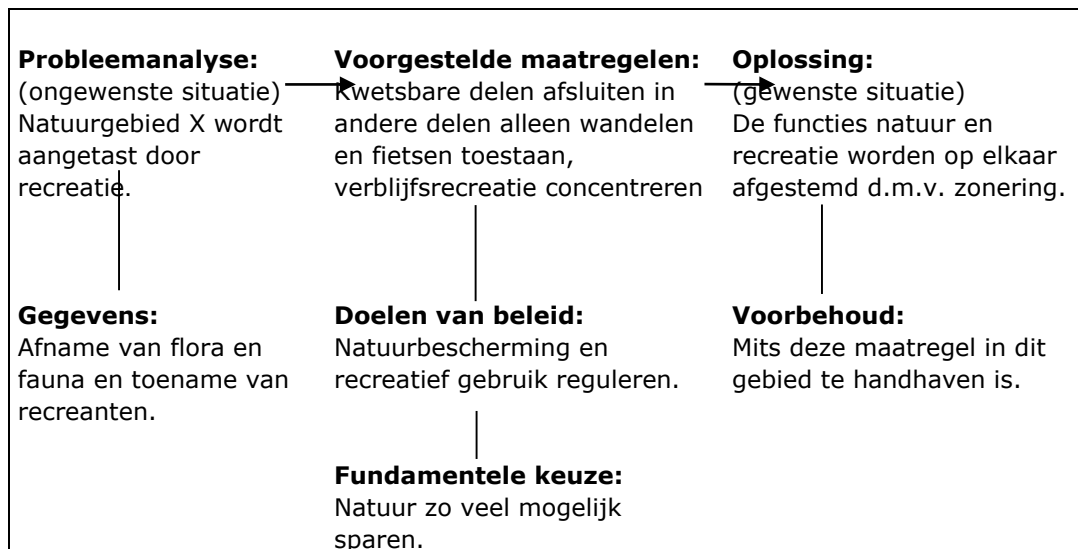 Probleemanalyse:
(ongewenste situatie)
Natuurgebied X wordt
aangetast door
recreatie.
Voorgestelde maatregelen:
Kwetsbare delen afsluiten in
andere delen alleen wandelen
en fietsen toestaan,
verblijfsrecreatie concentreren
Oplossing:
(gewenste situatie)
De functies natuur en
recreatie worden op elkaar
afgestemd d.m.v. zonering.
Gegevens:
Afname van flora en
fauna en toename van
recreanten.
Doelen van beleid:
Natuurbescherming en
recreatief gebruik reguleren.
Voorbehoud:
Mits deze maatregel in dit
gebied te handhaven is.
Fundamentele keuze:
Natuur zo veel mogelijk
sparen.